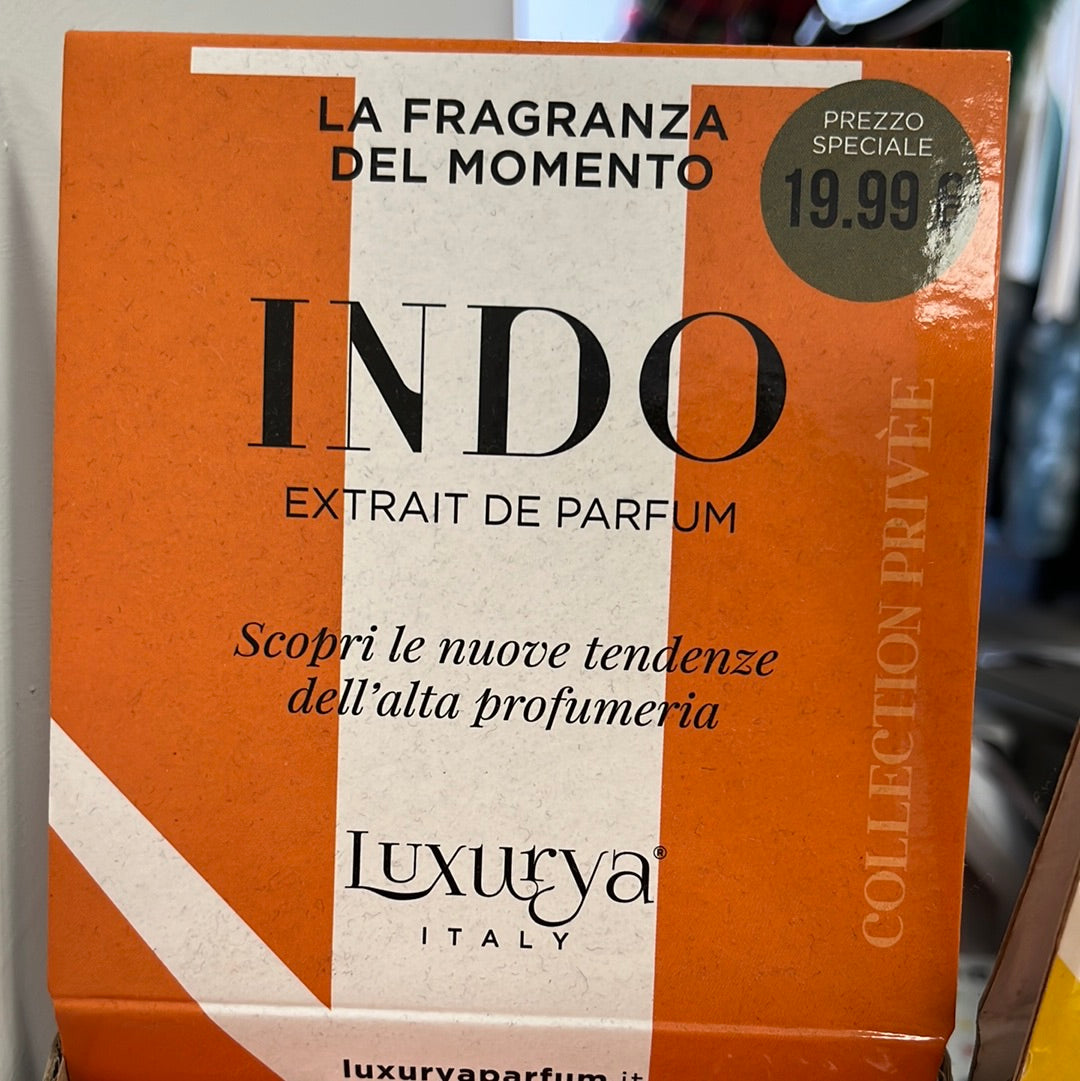 LA FRAGRANZA
DEL MOMENTO
PREZZO
SPECIALE
19.99 €
INDO
EXTRAIT DE PARFUM
Scopri le nuove tendenze
dell'alta profumeria
COLLECTION PRIVÈE
Luxurya®
ITALY
luxuryaparfum.it